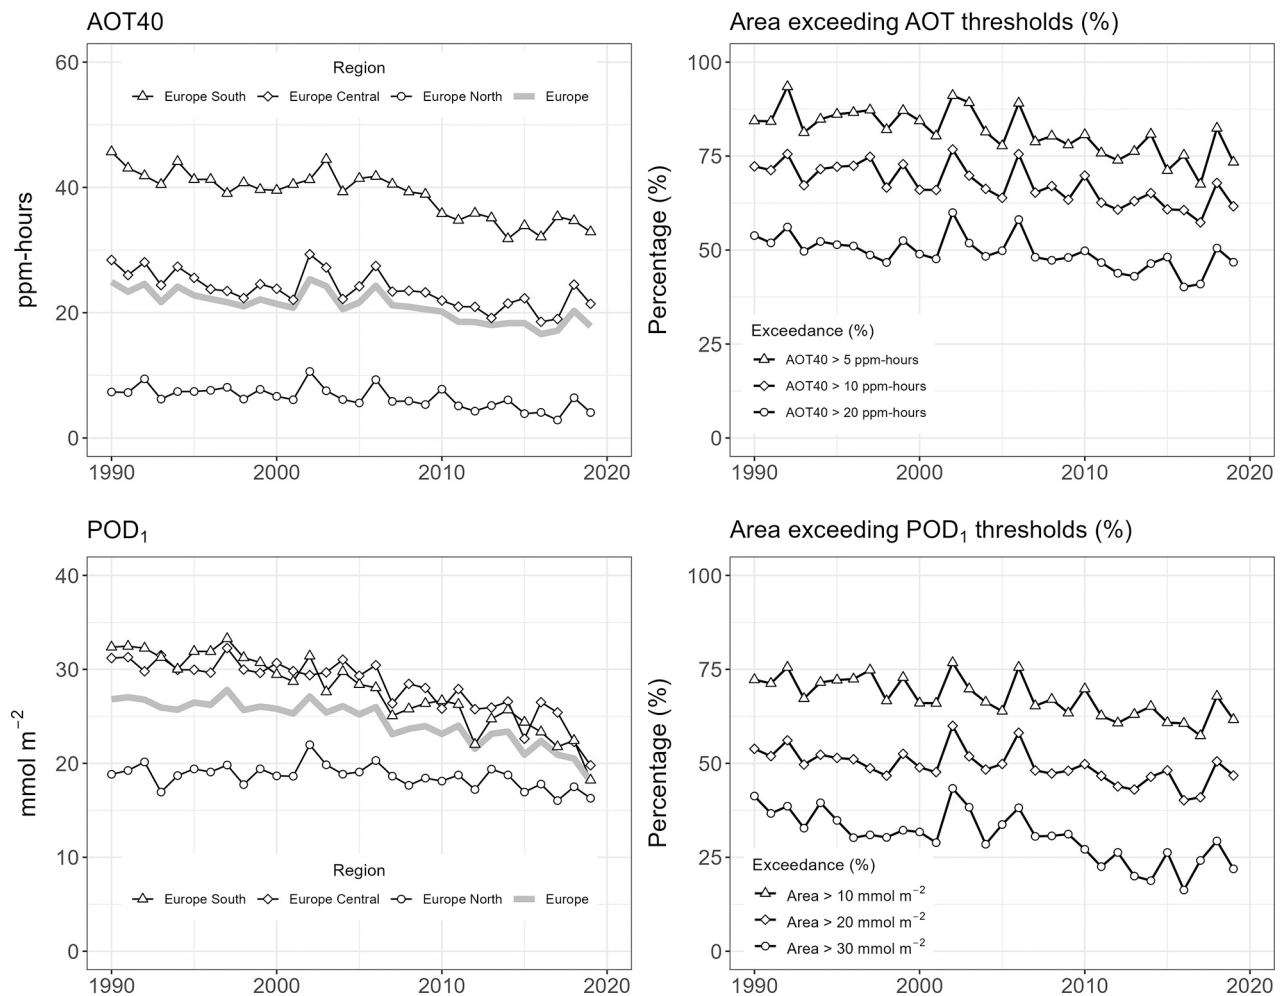 AOT40
ppm-hours
60
40
20
0
Region
Europe South Europe Central Europe North Europe
1990 2000 2010 2020
Area exceeding AOT thresholds (%)
Percentage (%)
100
75
50
25
0
Exceedance (%)
AOT40 > 5 ppm-hours
AOT40 > 10 ppm-hours
AOT40 > 20 ppm-hours
1990 2000 2010 2020
POD₁
mmol m⁻²
40
30
20
10
0
Region
Europe South Europe Central Europe North Europe
1990 2000 2010 2020
Area exceeding POD₁ thresholds (%)
Percentage (%)
100
75
50
25
0
Exceedance (%)
Area > 10 mmol m⁻²
Area > 20 mmol m⁻²
Area > 30 mmol m⁻²
1990 2000 2010 2020